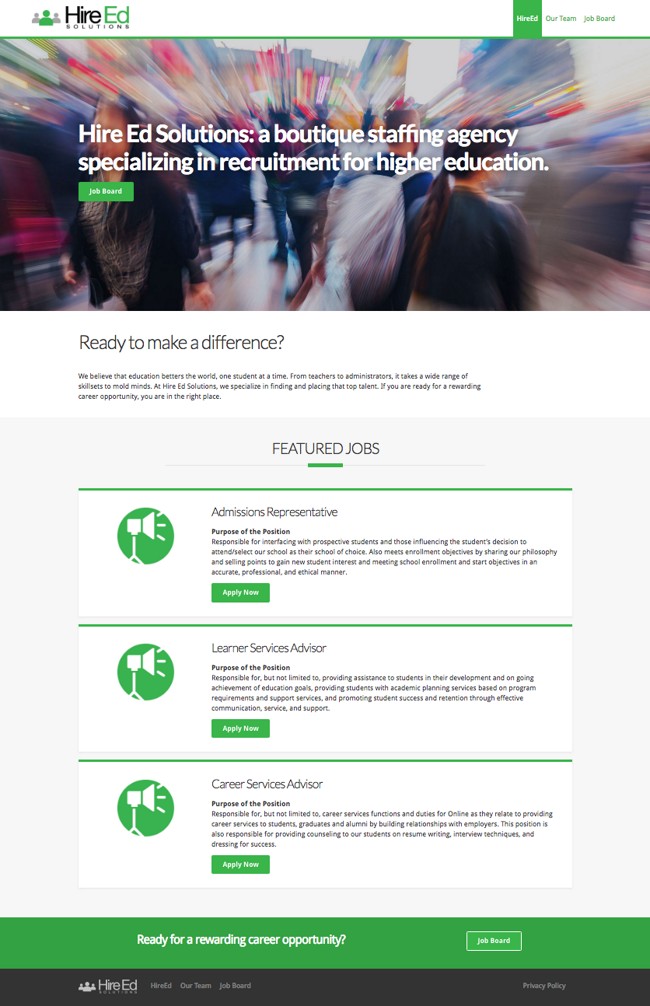 Hire Ed
SOLUTIONS
HireEd Our Team Job Board
Hire Ed Solutions: a boutique staffing agency
specializing in recruitment for higher education.
Job Board
Ready to make a difference?
We believe that education betters the world, one student at a time. From teachers to administrators, it takes a wide range of
skillsets to mold minds. At Hire Ed Solutions, we specialize in finding and placing that top talent. If you are ready for a rewarding
career opportunity, you are in the right place.
FEATURED JOBS
Admissions Representative
Purpose of the Position
Responsible for interfacing with prospective students and those influencing the student's decision to
attend/select our school as their school of choice. Also meets enrollment objectives by sharing our philosophy
and selling points to gain new student interest and meeting school enrollment and start objectives in an
accurate, professional, and ethical manner.
Apply Now
Learner Services Advisor
Purpose of the Position
Responsible for, but not limited to, providing assistance to students in their development and on going
achievement of education goals, providing students with academic planning services based on program
requirements and support services, and promoting student success and retention through effective
communication, service, and support.
Apply Now
Career Services Advisor
Purpose of the Position
Responsible for, but not limited to, career services functions and duties for Online as they relate to providing
career services to students, graduates and alumni by building relationships with employers. This position is
also responsible for providing counseling to our students on resume writing, interview techniques, and
dressing for success.
Apply Now
Ready for a rewarding career opportunity?
Job Board
Hire Ed
SOLUTIONS
HireEd Our Team Job Board
Privacy Policy